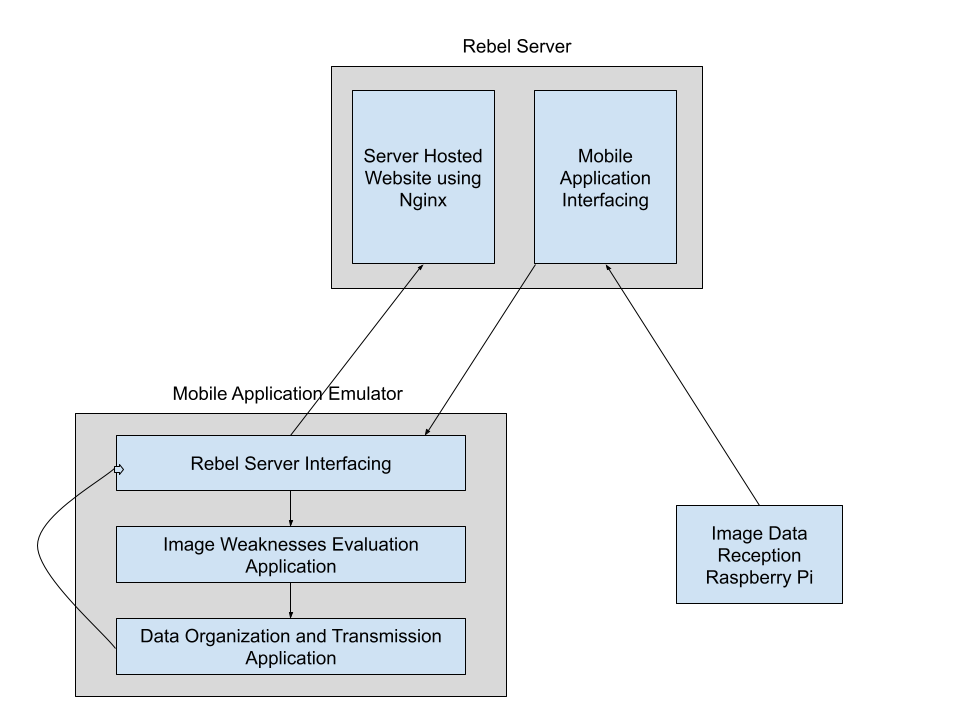 Rebel Server
Server Hosted
Website using
Nginx
Mobile
Application
Interfacing
Mobile Application Emulator
Rebel Server Interfacing
Image Weaknesses Evaluation
Application
Data Organization and Transmission
Application
Image Data
Reception
Raspberry Pi